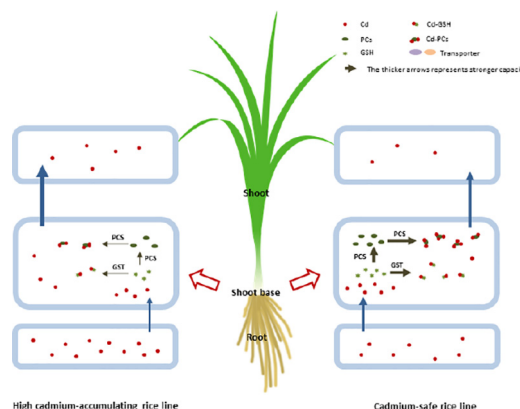 Cd
Cd-GSH
PCs
Cd-PCs
GSH
Transporter
The thicker arrows represents stronger capaci
Shoot
PCS
PCS
GST
PCS
PCS
GST
Shoot base
Root
High cadmium-accumulating rice line
Cadmium-safe rice line